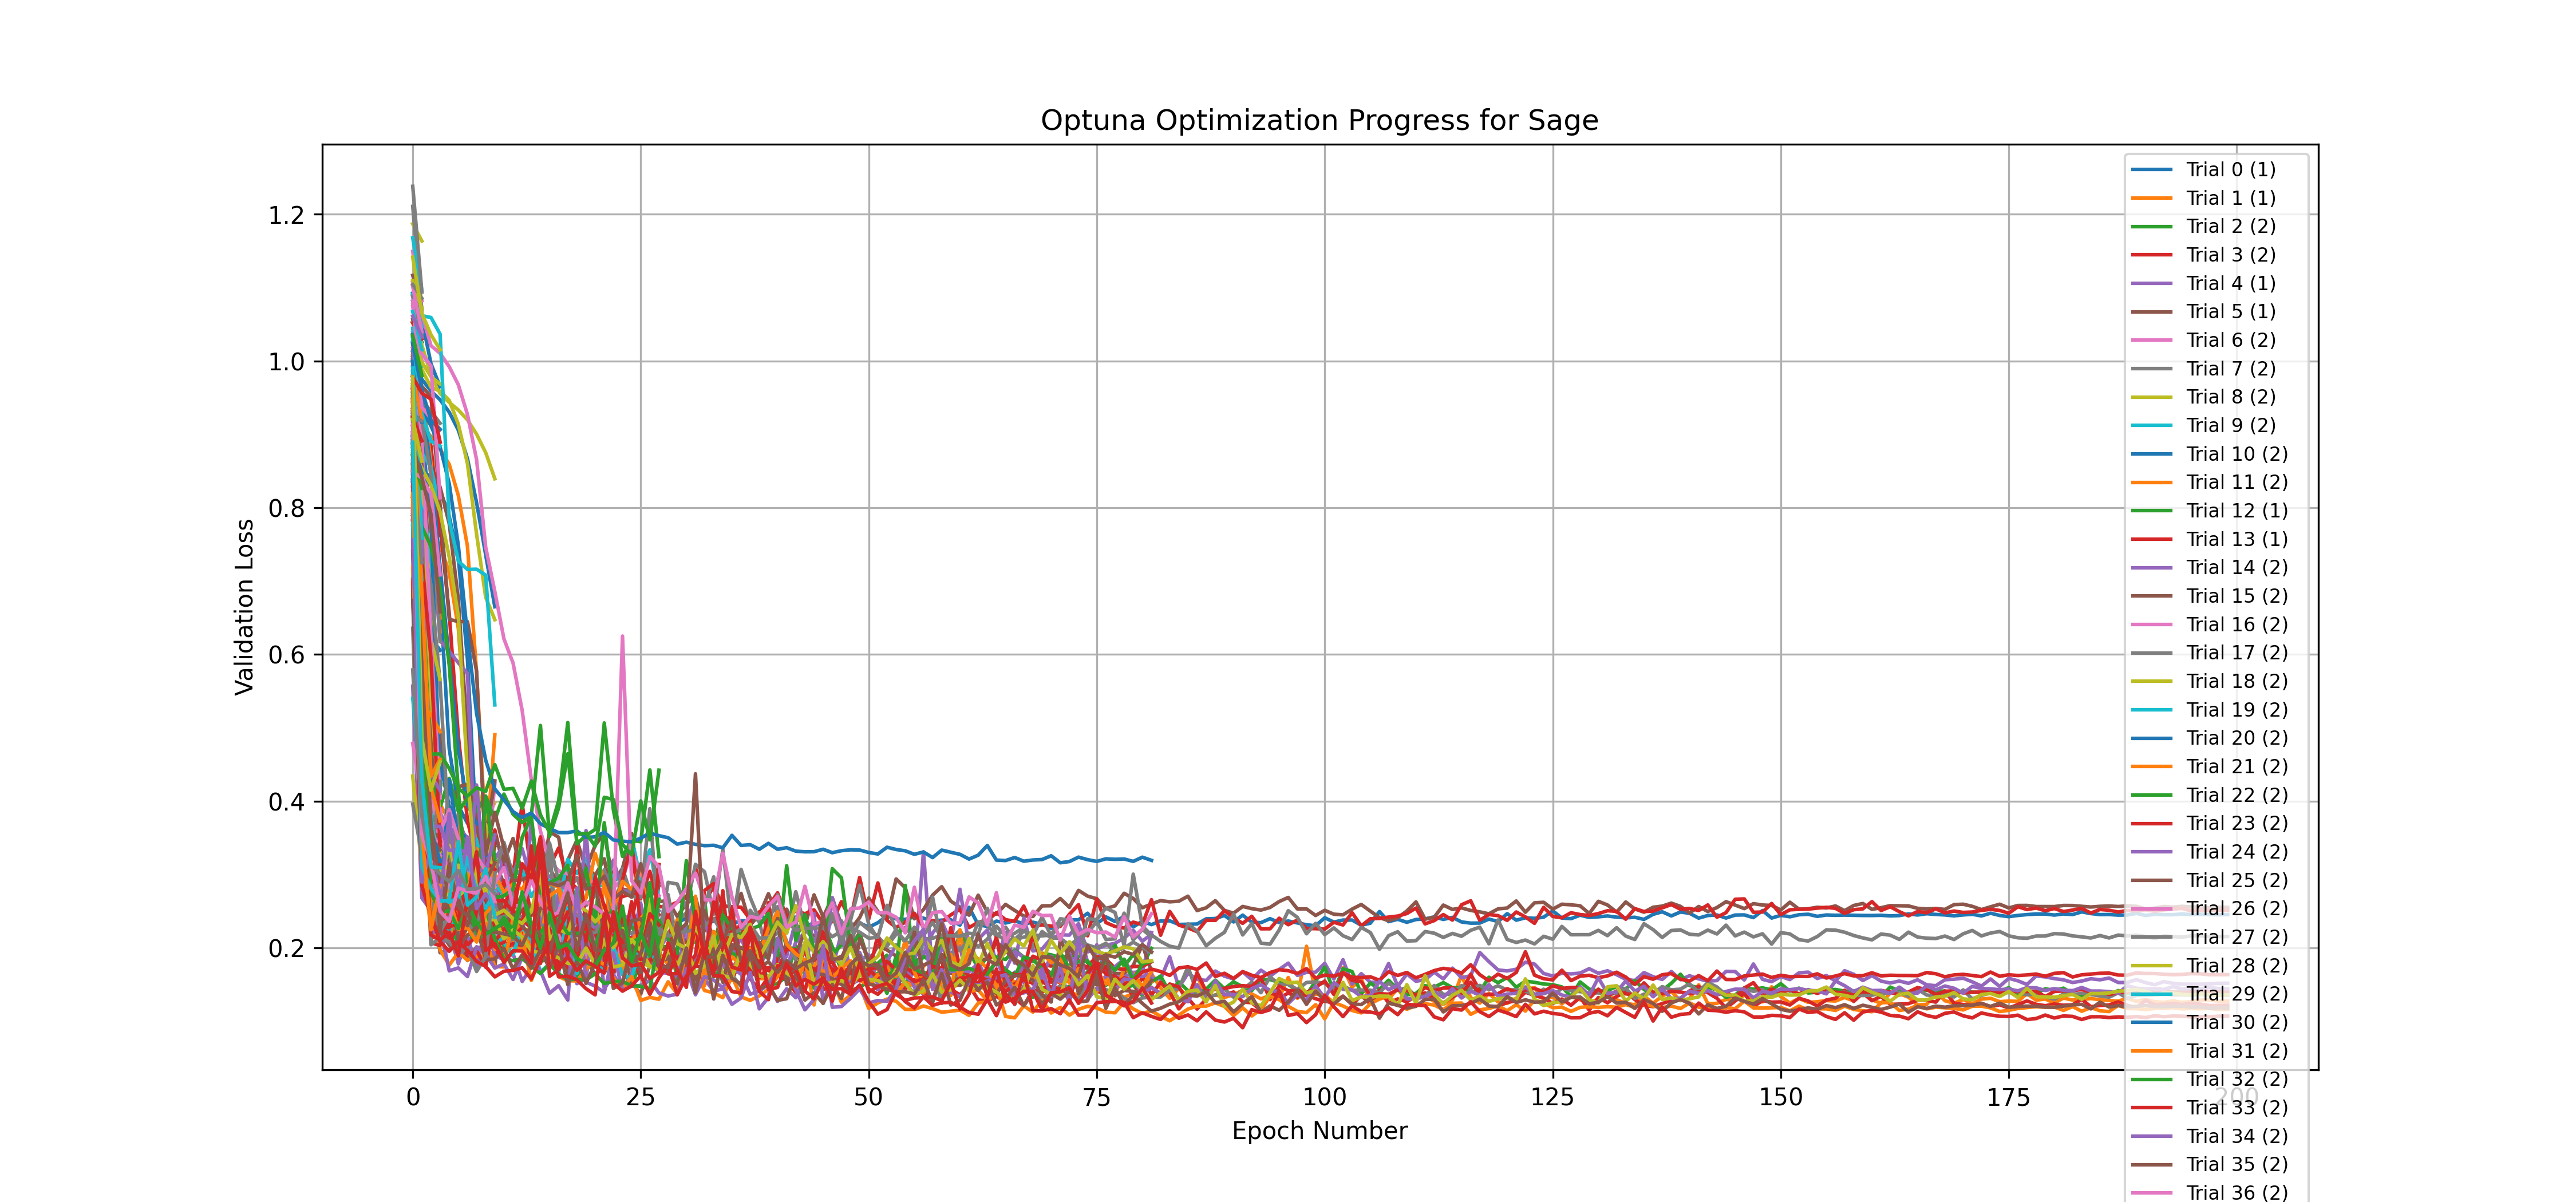 Optuna Optimization Progress for Sage
Validation Loss
1.2
1.0
0.8
0.6
0.4
0.2
0
25
50
75
100
125
150
175
200
Epoch Number
Trial 0 (1)
Trial 1 (1)
Trial 2 (2)
Trial 3 (2)
Trial 4 (1)
Trial 5 (1)
Trial 6 (2)
Trial 7 (2)
Trial 8 (2)
Trial 9 (2)
Trial 10 (2)
Trial 11 (2)
Trial 12 (1)
Trial 13 (1)
Trial 14 (2)
Trial 15 (2)
Trial 16 (2)
Trial 17 (2)
Trial 18 (2)
Trial 19 (2)
Trial 20 (2)
Trial 21 (2)
Trial 22 (2)
Trial 23 (2)
Trial 24 (2)
Trial 25 (2)
Trial 26 (2)
Trial 27 (2)
Trial 28 (2)
Trial 29 (2)
Trial 30 (2)
Trial 31 (2)
Trial 32 (2)
Trial 33 (2)
Trial 34 (2)
Trial 35 (2)
Trial 36 (2)